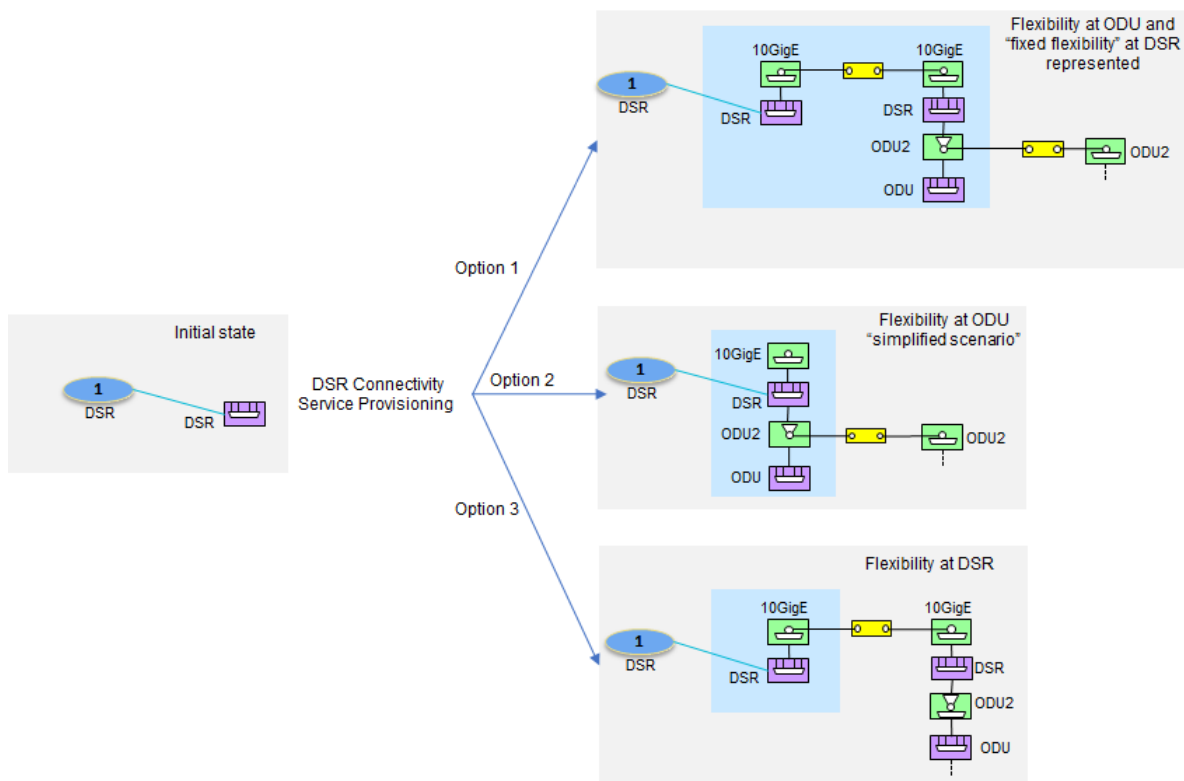 Initial state
1
DSR
DSR
DSR Connectivity
Service Provisioning
Option 1
Option 2
Option 3
Flexibility at ODU and
“fixed flexibility” at DSR
represented
10GigE
10GigE
1
DSR
DSR
DSR
ODU2
ODU2
ODU
Flexibility at ODU
“simplified scenario”
10GigE
1
DSR
DSR
ODU2
ODU2
ODU
Flexibility at DSR
10GigE
10GigE
1
DSR
DSR
DSR
ODU2
ODU